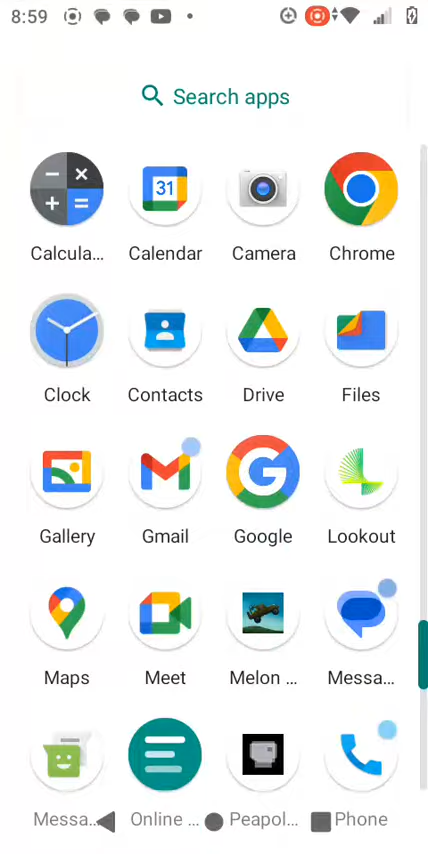 8:59
Search apps
31
Calcula...
Calendar
Camera
Chrome
Clock
Contacts
Drive
Files
Gallery
Gmail
Google
Lookout
Maps
Meet
Melon ...
Messa...
Messa...
Online ...
Peapol...
Phone